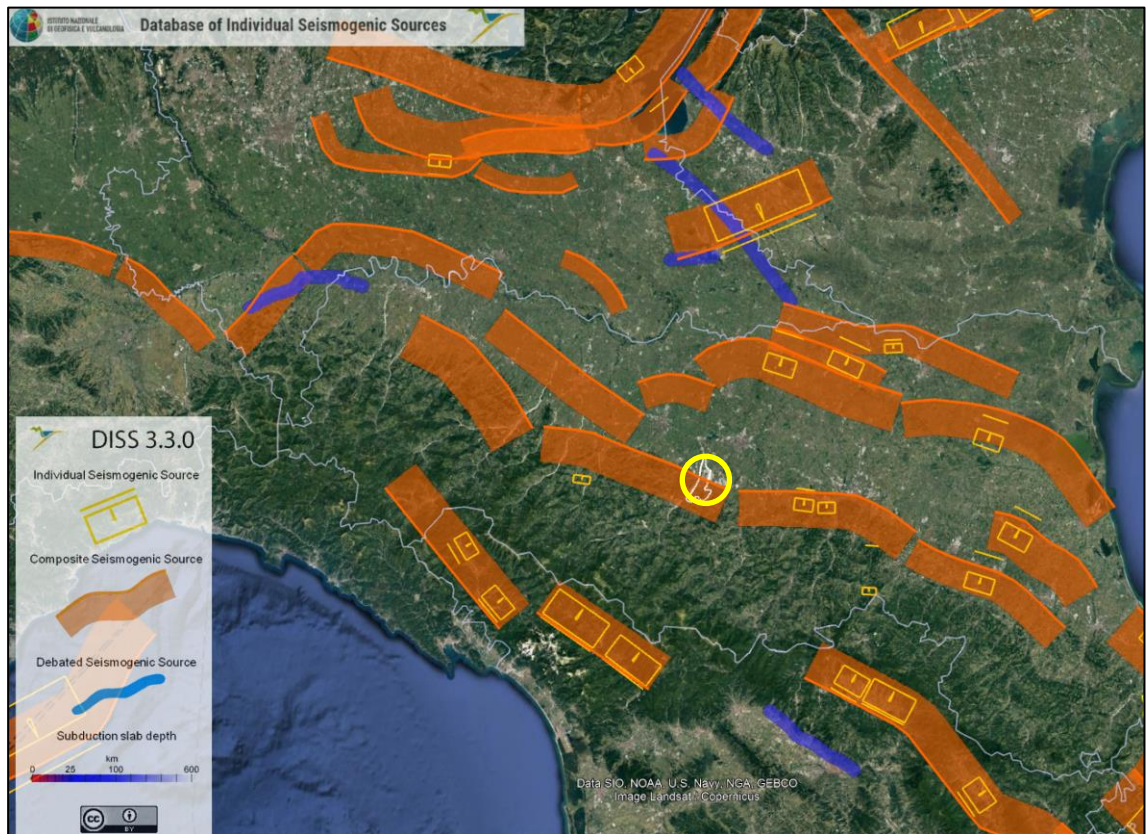 ISTITUTO NAZIONALE
DI GEOFISICA E VULCANOLOGIA
Database of Individual Seismogenic Sources
DISS 3.3.0
Individual Seismogenic Source
Composite Seismogenic Source
Debated Seismogenic Source
Subduction slab depth
km
0 25 100 600
cc
BY
Data SIO, NOAA, U.S. Navy, NGA, GEBCO
Image Landsat / Copernicus